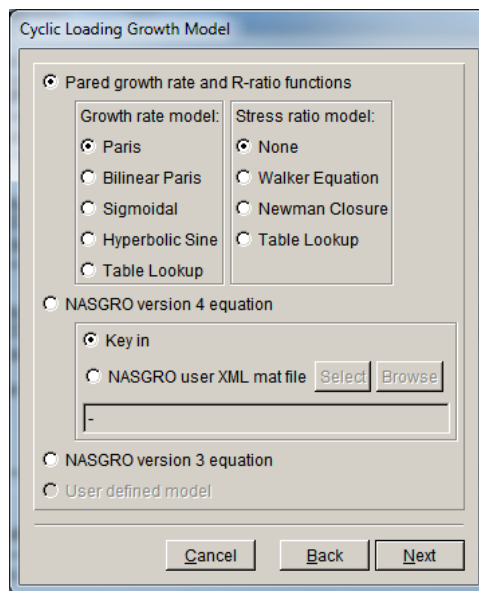 Cyclic Loading Growth Model
Pared growth rate and R-ratio functions
Growth rate model:
Paris
Bilinear Paris
Sigmoidal
Hyperbolic Sine
Table Lookup
Stress ratio model:
None
Walker Equation
Newman Closure
Table Lookup
NASGRO version 4 equation
Key in
NASGRO user XML mat file Select Browse
-
NASGRO version 3 equation
User defined model
Cancel Back Next